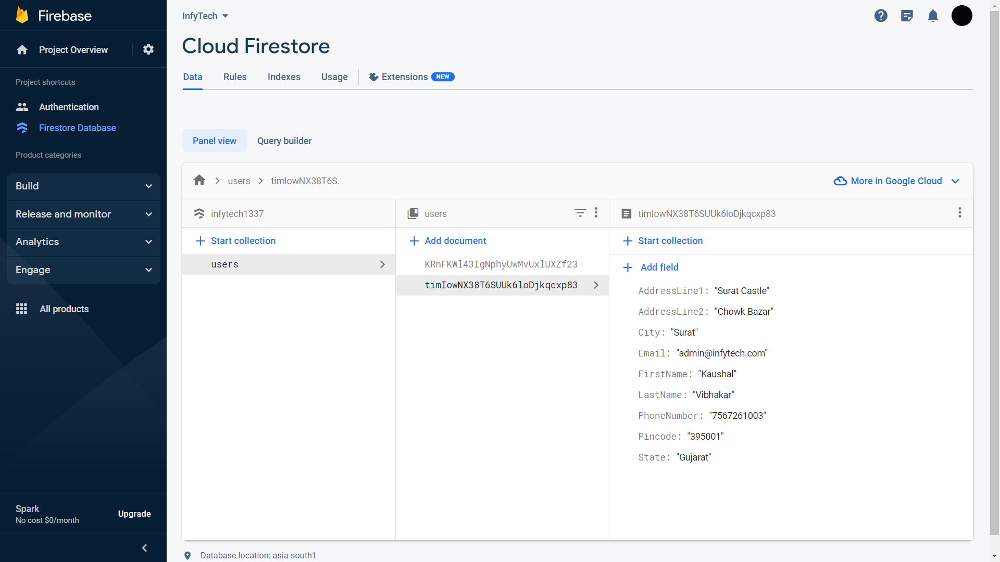 Firebase
Project Overview
Project shortcuts
Authentication
Firestore Database
Product categories
Build
Release and monitor
Analytics
Engage
All products
Spark
No cost $0/month
Upgrade
InfyTech
Cloud Firestore
Data Rules Indexes Usage Extensions NEW
Panel view Query builder
users timIowNX38T6S. More in Google Cloud
infytech1337
Start collection
users
users
Add document
KRnFKWl43IgNphyUwMvUxlUXZf23
timIowNX38T6SUUk6loDjkqcxp83
timIowNX38T6SUUk6loDjkqcxp83
Start collection
Add field
AddressLine1: "Surat Castle"
AddressLine2: "Chowk Bazar"
City: "Surat"
Email: "admin@infytech.com"
FirstName: "Kaushal"
LastName: "Vibhakar"
PhoneNumber: "7567261003"
Pincode: "395001"
State: "Gujarat"
Database location: asia-south1